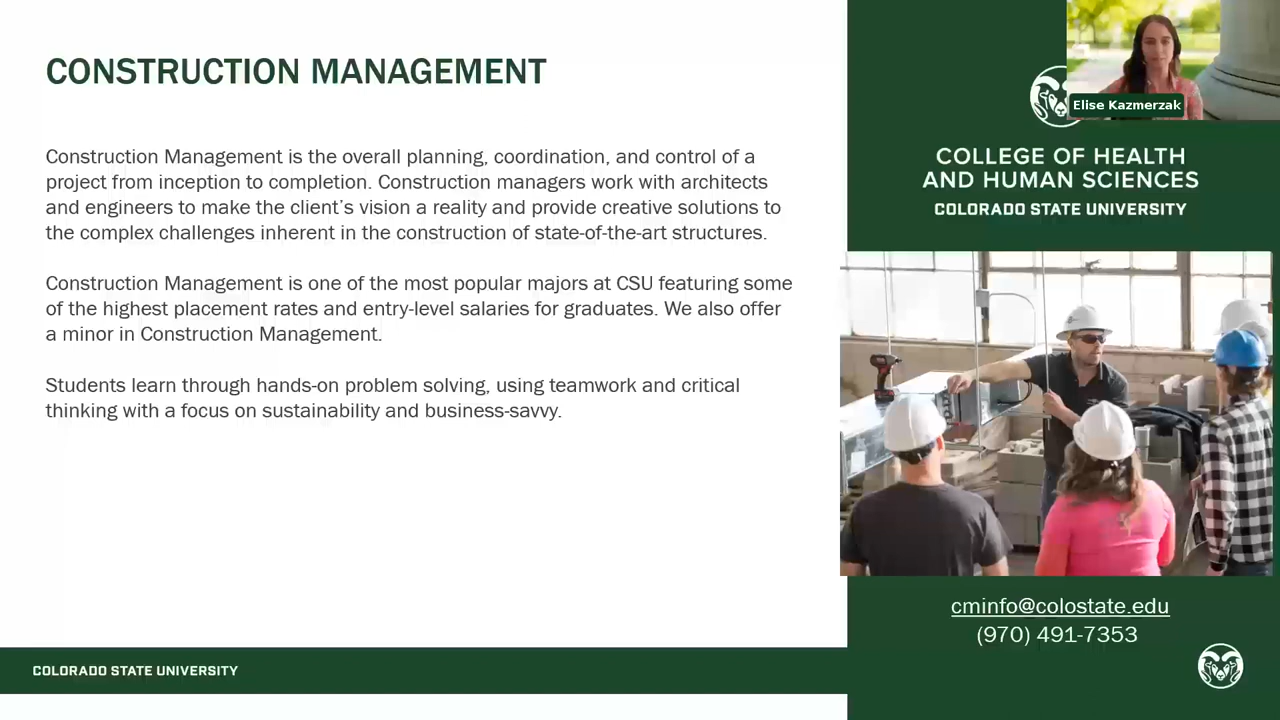 CONSTRUCTION MANAGEMENT
Construction Management is the overall planning, coordination, and control of a
project from inception to completion. Construction managers work with architects
and engineers to make the client’s vision a reality and provide creative solutions to
the complex challenges inherent in the construction of state-of-the-art structures.
Construction Management is one of the most popular majors at CSU featuring some
of the highest placement rates and entry-level salaries for graduates. We also offer
a minor in Construction Management.
Students learn through hands-on problem solving, using teamwork and critical
thinking with a focus on sustainability and business-savvy.
COLORADO STATE UNIVERSITY
Elise Kazmerzak
COLLEGE OF HEALTH
AND HUMAN SCIENCES
COLORADO STATE UNIVERSITY
cminfo@colostate.edu
(970) 491-7353